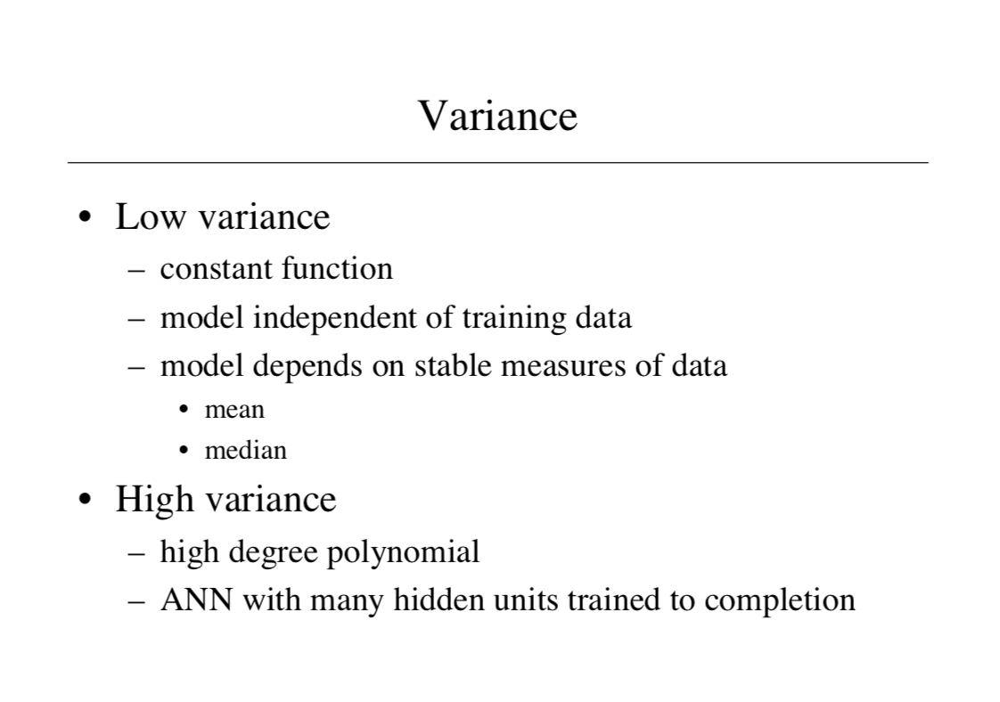 Variance
• Low variance
– constant function
– model independent of training data
– model depends on stable measures of data
• mean
• median
• High variance
– high degree polynomial
– ANN with many hidden units trained to completion